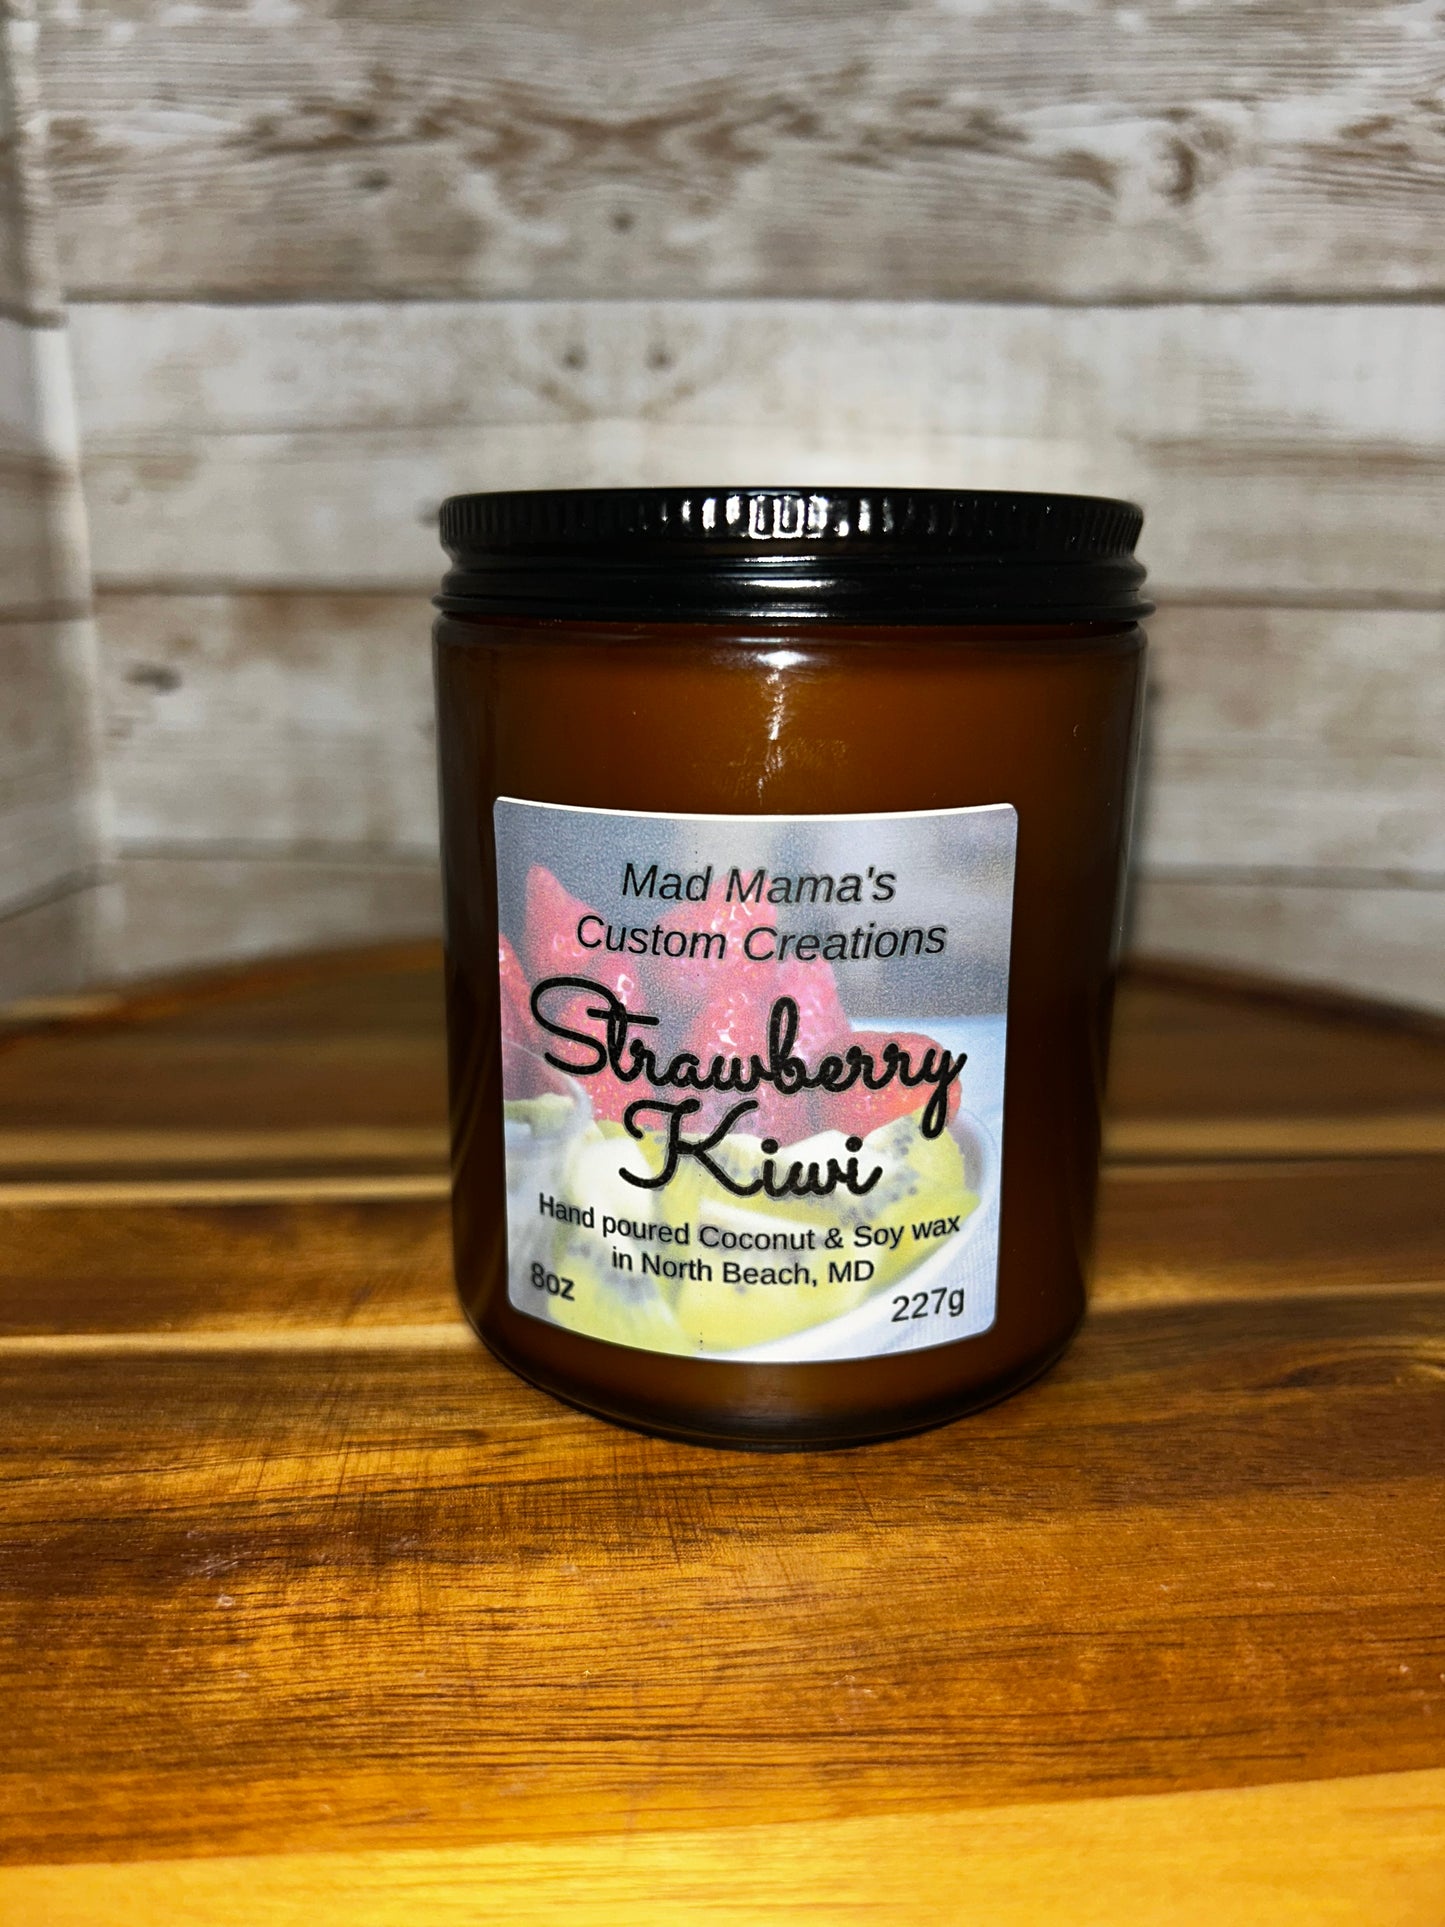 Mad Mama's
Custom Creations
Strawberry
Kiwi
Hand poured Coconut & Soy wax
in North Beach, MD
8oz
227g